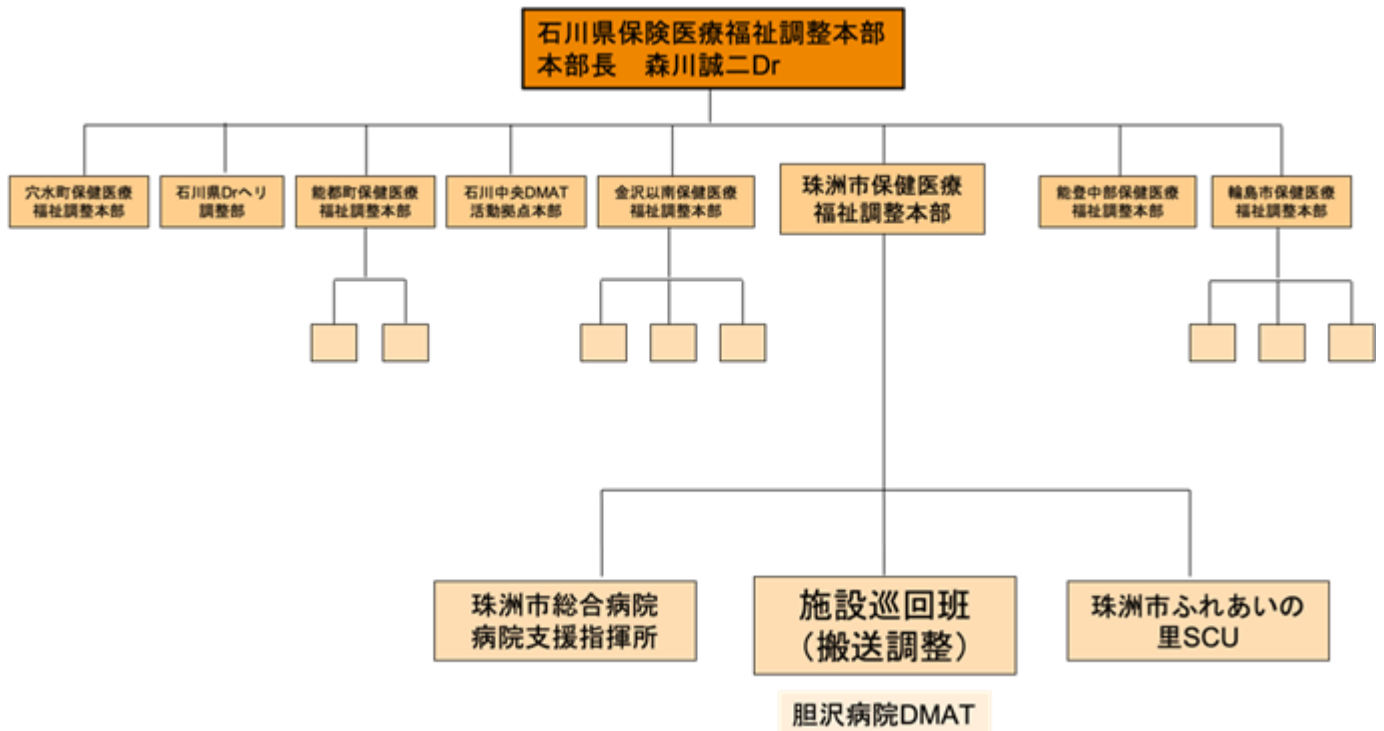 石川県保険医療福祉調整本部
本部長　森川誠二Dr
穴水町保健医療
福祉調整本部
石川県Drヘリ
調整部
能都町保健医療
福祉調整本部
石川中央DMAT
活動拠点本部
金沢以南保健医療
福祉調整本部
珠洲市保健医療
福祉調整本部
能登中部保健医療
福祉調整本部
輪島市保健医療
福祉調整本部
珠洲市総合病院
病院支援指揮所
施設巡回班
（搬送調整）
珠洲市ふれあいの
里SCU
胆沢病院DMAT